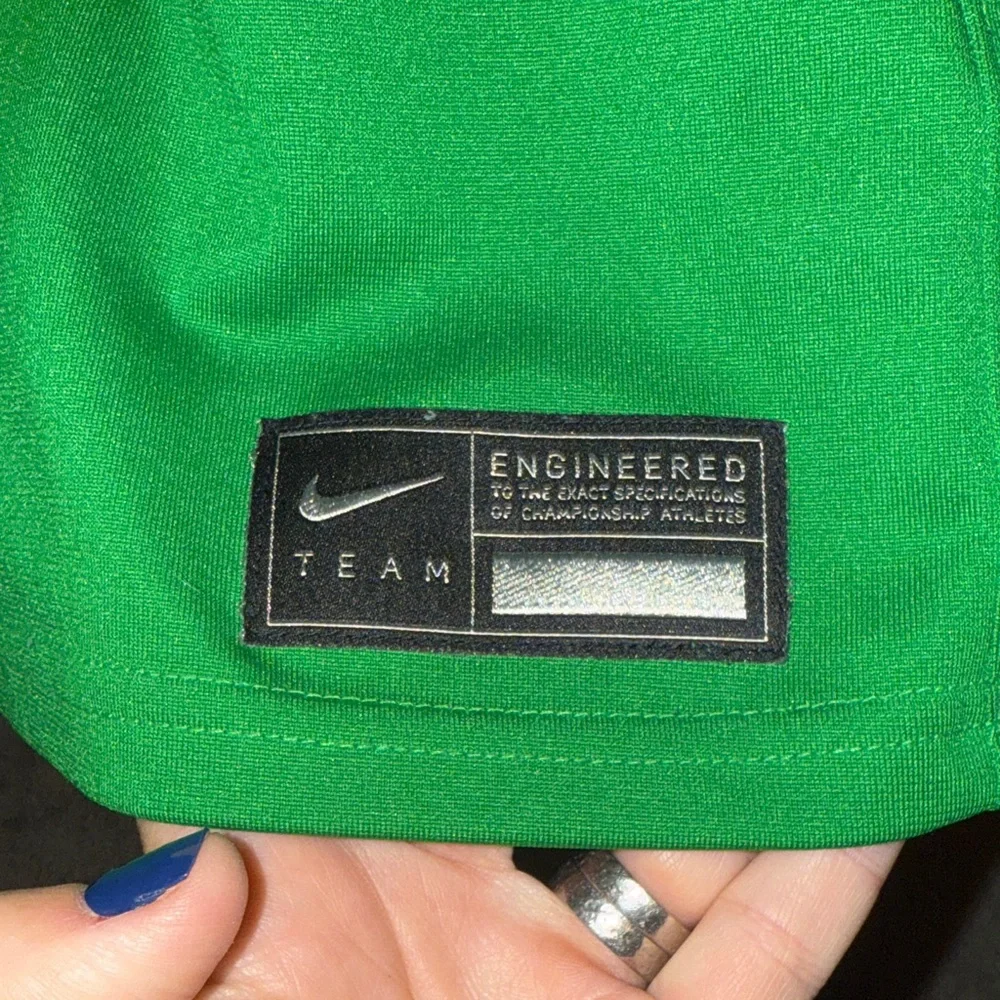 TEAM
ENGINEERED
TO THE EXACT SPECIFICATIONS
OF CHAMPIONSHIP ATHLETES